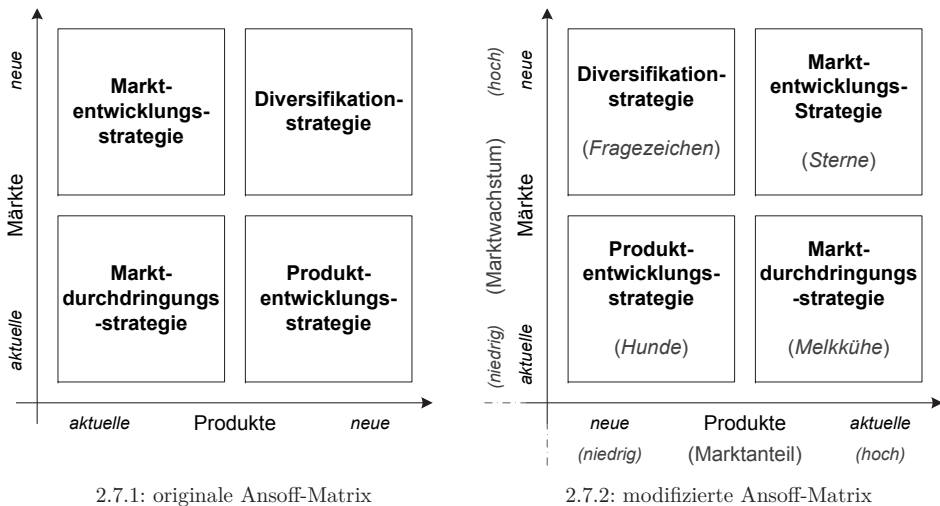 neue
Märkte
aktuelle
Markt-
entwicklungs-
strategie
Diversifikation-
strategie
Markt-
durchdringungs
-strategie
Produkt-
entwicklungs-
strategie
aktuelle Produkte neue
2.7.1: originale Ansoff-Matrix
(hoch) neue
(Marktwachstum) Märkte
(niedrig) aktuelle
Diversifikation-
strategie
(Fragezeichen)
Markt-
entwicklungs-
Strategie
(Sterne)
Produkt-
entwicklungs-
strategie
(Hunde)
Markt-
durchdringungs
-strategie
(Melkkühe)
neue Produkte aktuelle
(niedrig) (Marktanteil) (hoch)
2.7.2: modifizierte Ansoff-Matrix